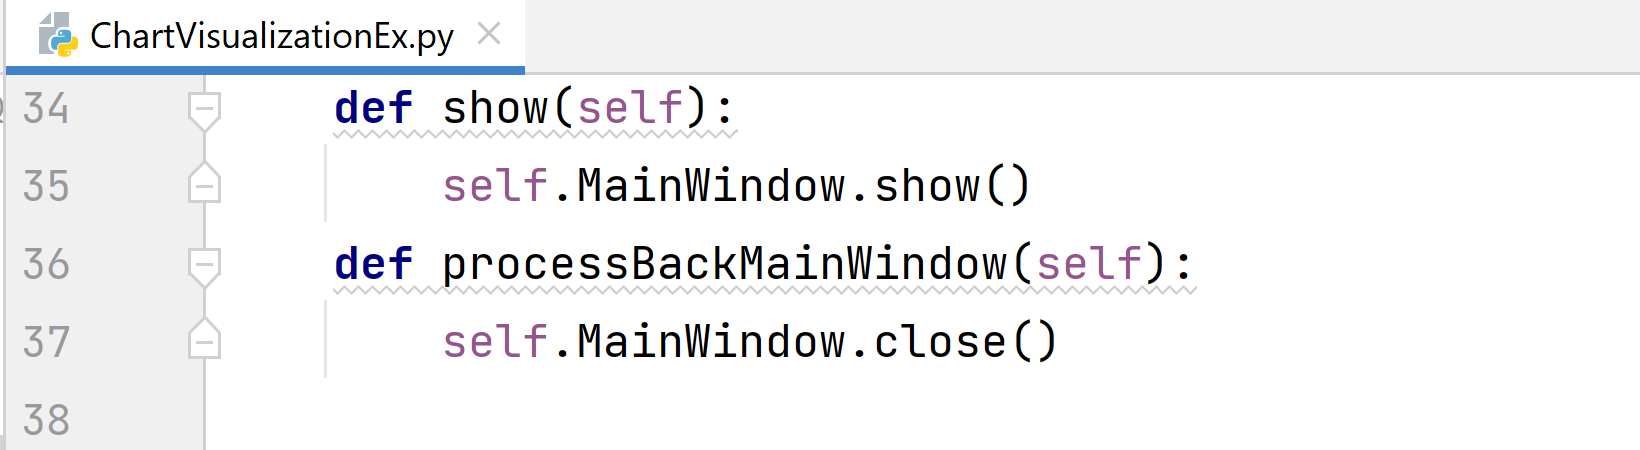 ChartVisualizationEx.py
34 def show(self):
35 self.MainWindow.show()
36 def processBackMainWindow(self):
37 self.MainWindow.close()
38